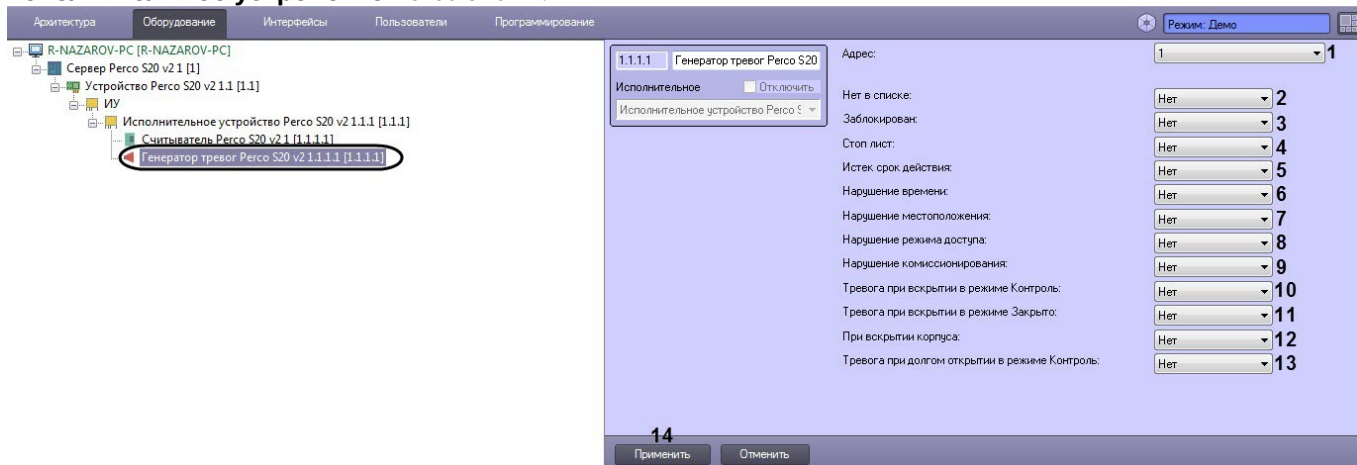 Архитектура Оборудование Интерфейсы Пользователи Программирование Режим: Демо
R-NAZAROV-PC [R-NAZAROV-PC]
Сервер Perco S20 v2 1 [1]
Устройство Perco S20 v2 1.1 [1.1]
ИУ
Исполнительное устройство Perco S20 v2 1.1.1 [1.1.1]
Считыватель Perco S20 v2 1 [1.1.1.1]
Генератор тревог Perco S20 v2 1.1.1.1 [1.1.1.1]
1.1.1.1 Генератор тревог Perco S20
Исполнительное Отключить
Исполнительное устройство Perco S
Адрес: 1 1
Нет в списке: Нет 2
Заблокирован: Нет 3
Стоп лист: Нет 4
Истек срок действия: Нет 5
Нарушение времени: Нет 6
Нарушение местоположения: Нет 7
Нарушение режима доступа: Нет 8
Нарушение комиссионирования: Нет 9
Тревога при вскрытии в режиме Контроль: Нет 10
Тревога при вскрытии в режиме Закрыто: Нет 11
При вскрытии корпуса: Нет 12
Тревога при долгом открытии в режиме Контроль: Нет 13
14
Применить Отменить